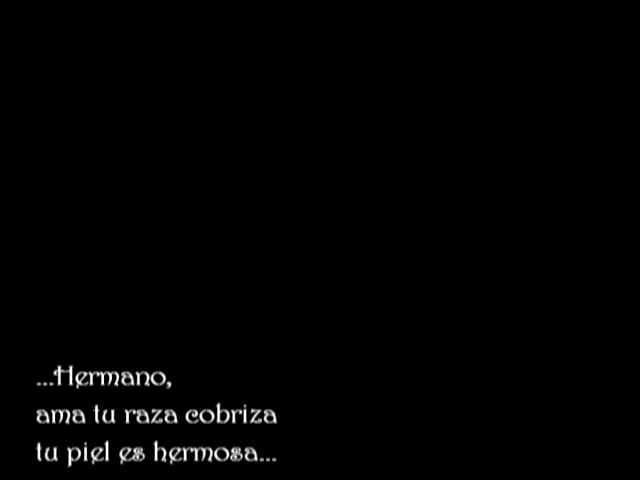 ...Hermano,
ama tu raza cobriza
tu piel es hermosa...